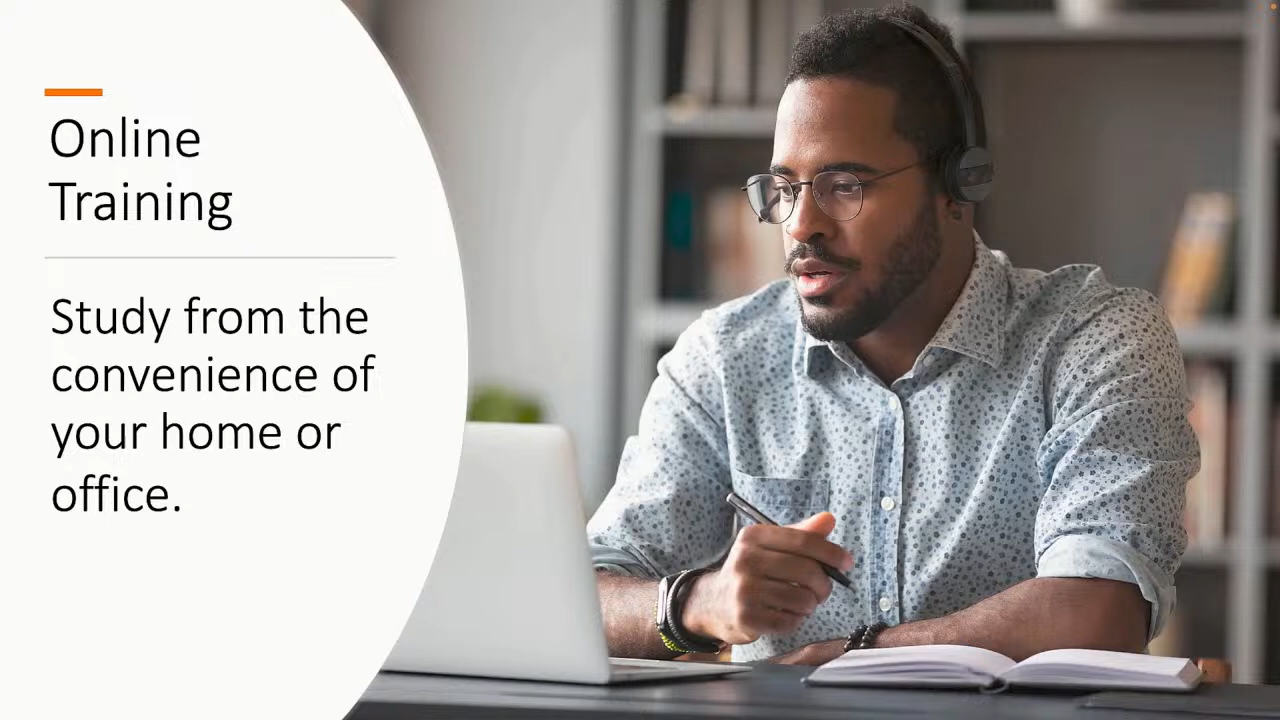 Online
Training
Study from the
convenience of
your home or
office.